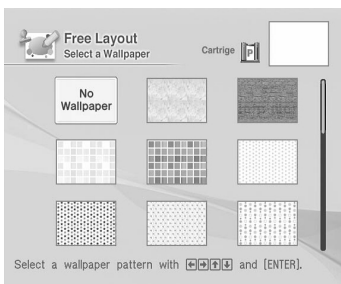 Free Layout
Select a Wallpaper
Cartrige P
No
Wallpaper
Select a wallpaper pattern with ←→↑↓ and [ENTER].